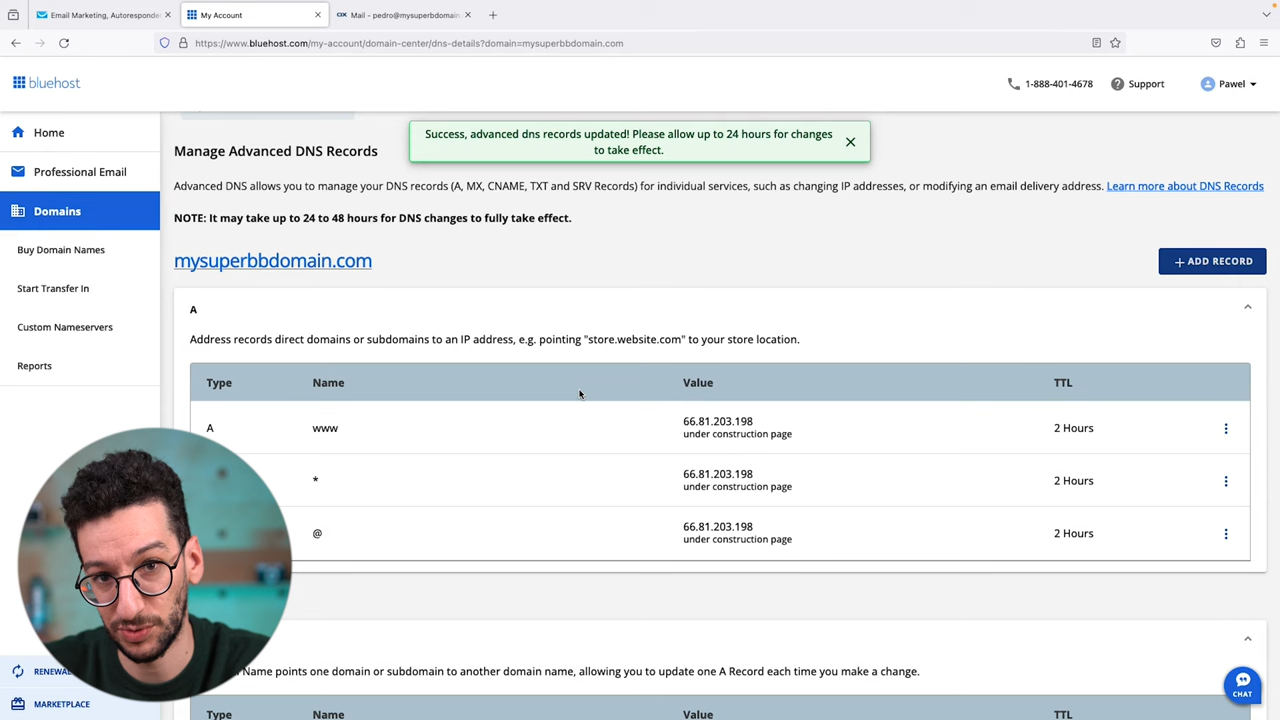 Email Marketing, Autoresponde
My Account
Mail - pedro@mysuperbdomain
https://www.bluehost.com/my-account/domain-center/dns-details?domain=mysuperbbdomain.com
bluehost
1-888-401-4678
Support
Pawel
Home
Professional Email
Domains
Buy Domain Names
Start Transfer In
Custom Nameservers
Reports
RENEWAL
MARKETPLACE
Success, advanced dns records updated! Please allow up to 24 hours for changes
to take effect.
Manage Advanced DNS Records
Advanced DNS allows you to manage your DNS records (A, MX, CNAME, TXT and SRV Records) for individual services, such as changing IP addresses, or modifying an email delivery address. Learn more about DNS Records
NOTE: It may take up to 24 to 48 hours for DNS changes to fully take effect.
mysuperbbdomain.com
+ ADD RECORD
A
Address records direct domains or subdomains to an IP address, e.g. pointing "store.website.com" to your store location.
Type Name Value TTL
A www 66.81.203.198 2 Hours
under construction page
* 66.81.203.198 2 Hours
under construction page
@ 66.81.203.198 2 Hours
under construction page
Name points one domain or subdomain to another domain name, allowing you to update one A Record each time you make a change.
Type Name Value TTL
CHAT